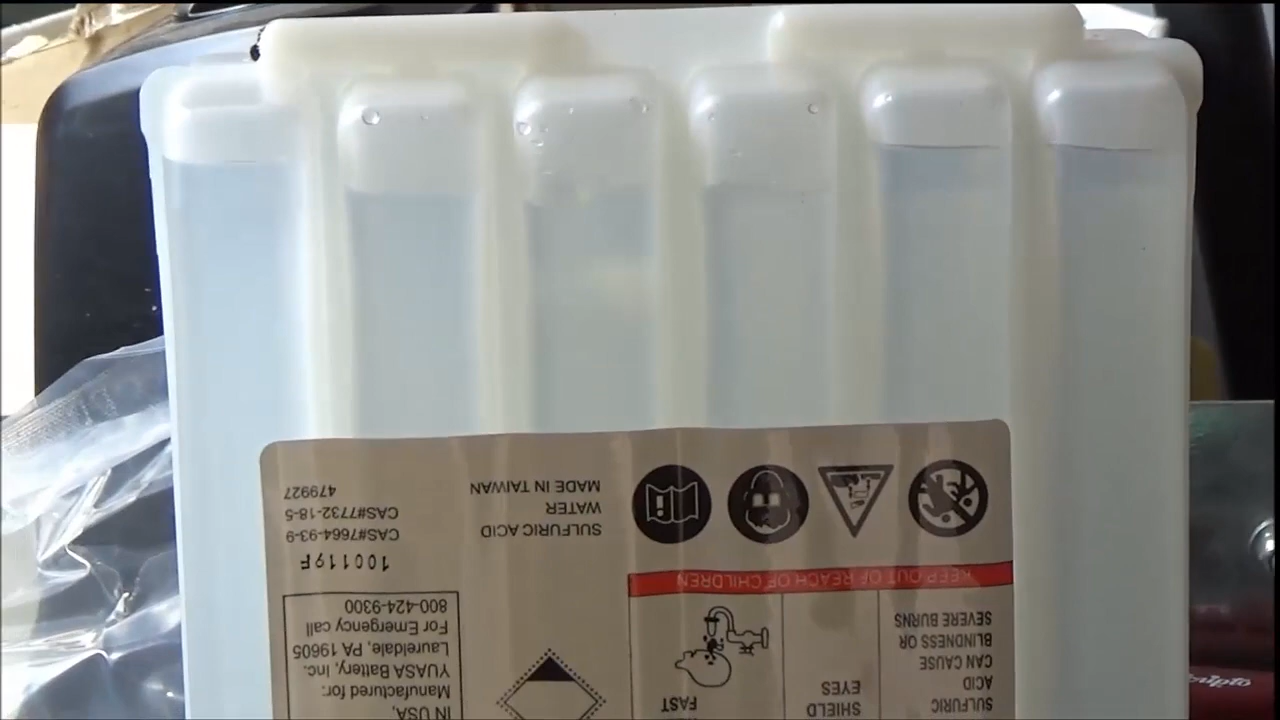 SULFURIC
ACID
CAN CAUSE
BLINDNESS OR
SEVERE BURNS
SHIELD
EYES
FAST
KEEP OUT OF REACH OF CHILDREN
IN USA,
Manufactured for:
YUASA Battery, Inc.
Laureldale, PA 19605
For Emergency call
800-424-9300
100119F
SULFURIC ACID CAS#7664-93-9
WATER CAS#7732-18-5
MADE IN TAIWAN 479927